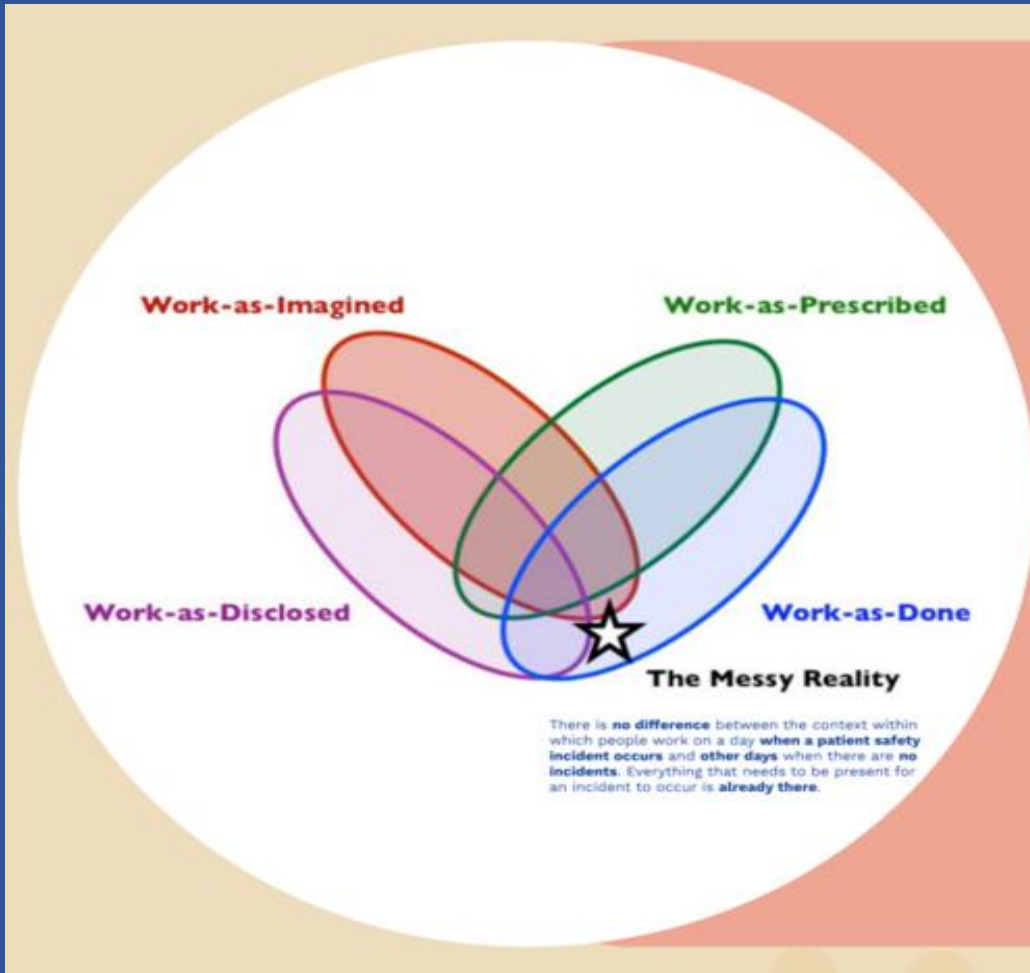 Work-as-Imagined
Work-as-Prescribed
Work-as-Disclosed
Work-as-Done
The Messy Reality
There is no difference between the context within
which people work on a day when a patient safety
incident occurs and other days when there are no
incidents. Everything that needs to be present for
an incident to occur is already there.